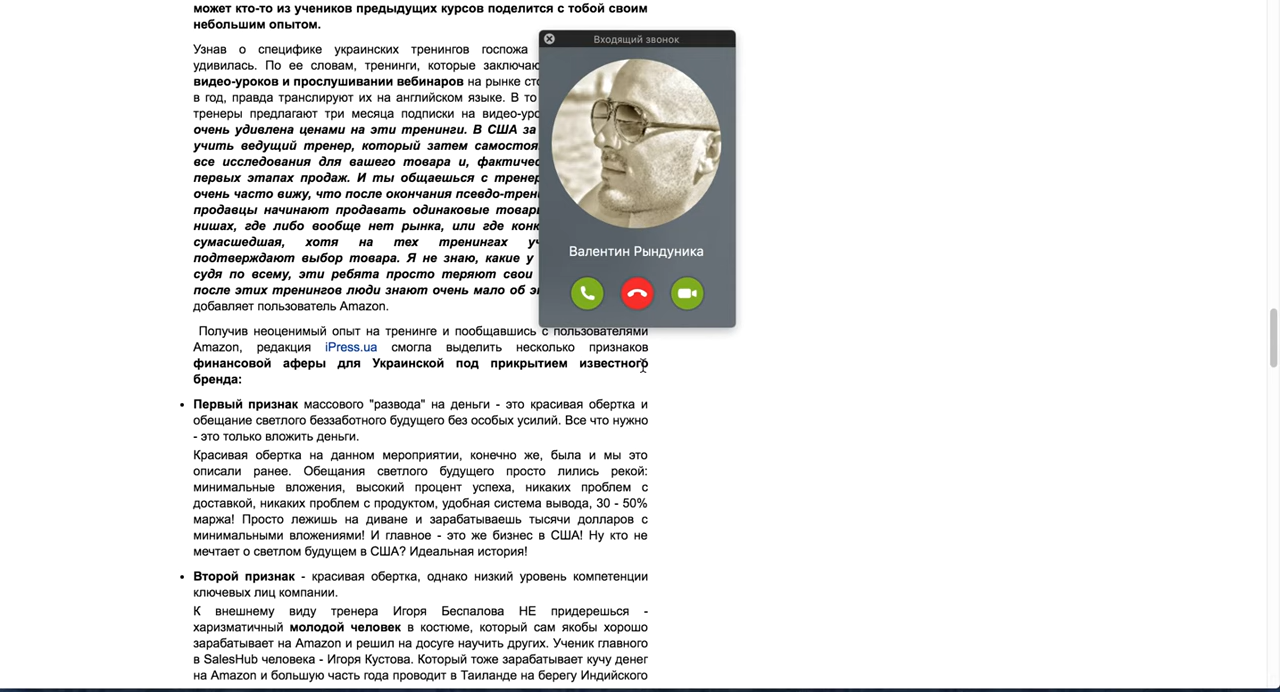 может кто-то из учеников предыдущих курсов поделится с тобой своим
небольшим опытом.
Узнав о специфике украинских тренингов госпожа
удивилась. По ее словам, тренинги, которые заключаю
видео-уроков и прослушивании вебинаров на рынке сто
в год, правда транслируют их на английском языке. В то
тренеры предлагают три месяца подписки на видео-уро
очень удивлена ценами на эти тренинги. В США за
учить ведущий тренер, который затем самостоя
все исследования для вашего товара и, фактичес
первых этапах продаж. И ты общаешься с тренер
очень часто вижу, что после окончания псевдо-трени
продавцы начинают продавать одинаковые товары
нишах, где либо вообще нет рынка, или где конк
сумасшедшая, хотя на тех тренингах уч
подтверждают выбор товара. Я не знаю, какие у
судя по всему, эти ребята просто теряют свои
после этих тренингов люди знают очень мало об э
добавляет пользователь Amazon.
Входящий звонок
Валентин Рындуника
Получив неоценимый опыт на тренинге и пообщавшись с пользователями
Amazon, редакция iPress.ua смогла выделить несколько признаков
финансовой аферы для Украинской под прикрытием известного
бренда:
• Первый признак массового "развода" на деньги - это красивая обертка и
обещание светлого беззаботного будущего без особых усилий. Все что нужно
- это только вложить деньги.
Красивая обертка на данном мероприятии, конечно же, была и мы это
описали ранее. Обещания светлого будущего просто лились рекой:
минимальные вложения, высокий процент успеха, никаких проблем с
доставкой, никаких проблем с продуктом, удобная система вывода, 30 - 50%
маржа! Просто лежишь на диване и зарабатываешь тысячи долларов с
минимальными вложениями! И главное - это же бизнес в США! Ну кто не
мечтает о светлом будущем в США? Идеальная история!
• Второй признак - красивая обертка, однако низкий уровень компетенции
ключевых лиц компании.
К внешнему виду тренера Игоря Беспалова НЕ придерешься -
харизматичный молодой человек в костюме, который сам якобы хорошо
зарабатывает на Amazon и решил на досуге научить других. Ученик главного
в SalesHub человека - Игоря Кустова. Который тоже зарабатывает кучу денег
на Amazon и большую часть года проводит в Таиланде на берегу Индийского